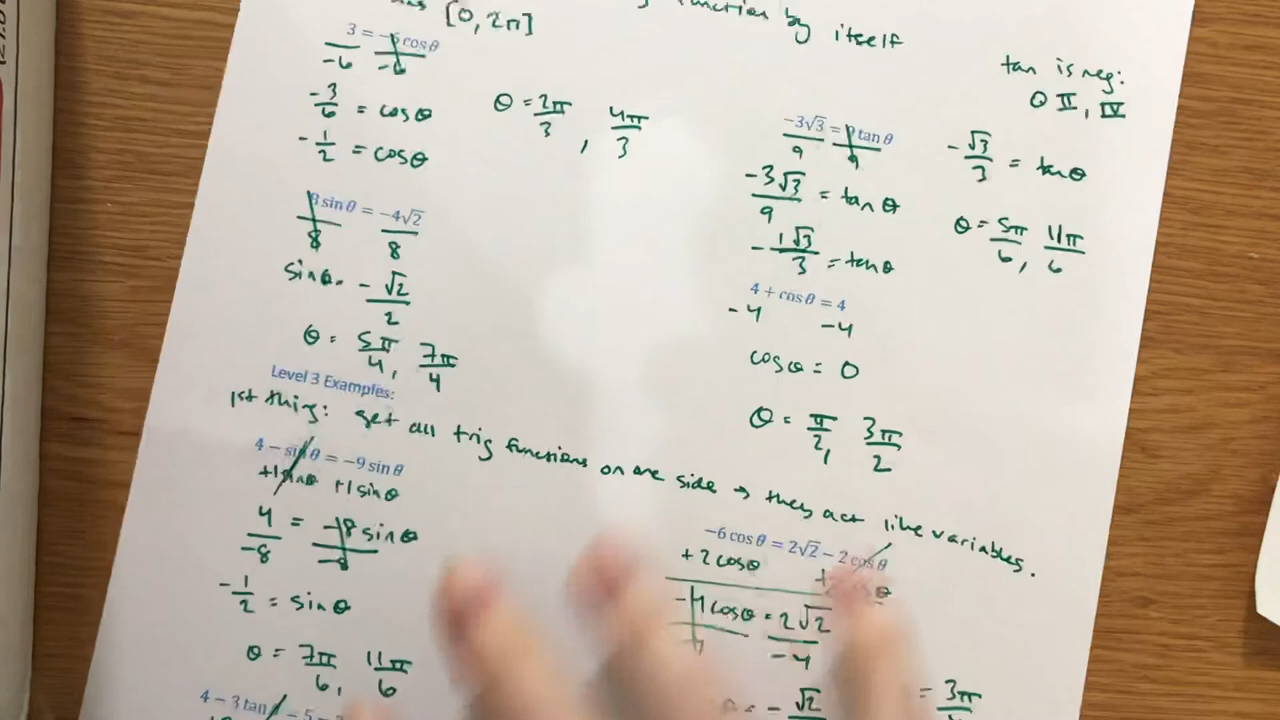 [0, 2π]
function by itself
3 = -6 cos θ
-6 -6
-3/6 = cos θ
-1/2 = cos θ
θ = 2π/3, 4π/3
8 sin θ = -4√2
8 8
sin θ = -√2/2
θ = 5π/4, 7π/4
tan is neg:
Q II, IV
-3√3 = 9 tan θ
9 9
-3√3/9 = tan θ
-1√3/3 = tan θ
-√3/3 = tan θ
θ = 5π/6, 11π/6
4 + cos θ = 4
-4 -4
cos θ = 0
θ = π/2, 3π/2
Level 3 Examples:
1st thing: get all trig functions on one side → they act like variables.
4 - sin θ = -9 sin θ
+1 sin θ +1 sin θ
4 = -8 sin θ
-8 -8
-1/2 = sin θ
θ = 7π/6, 11π/6
-6 cos θ = 2√2 - 2 cos θ
+2 cos θ
-4 cos θ = 2√2
-4
- √2
= 3π
4 - 3 tan